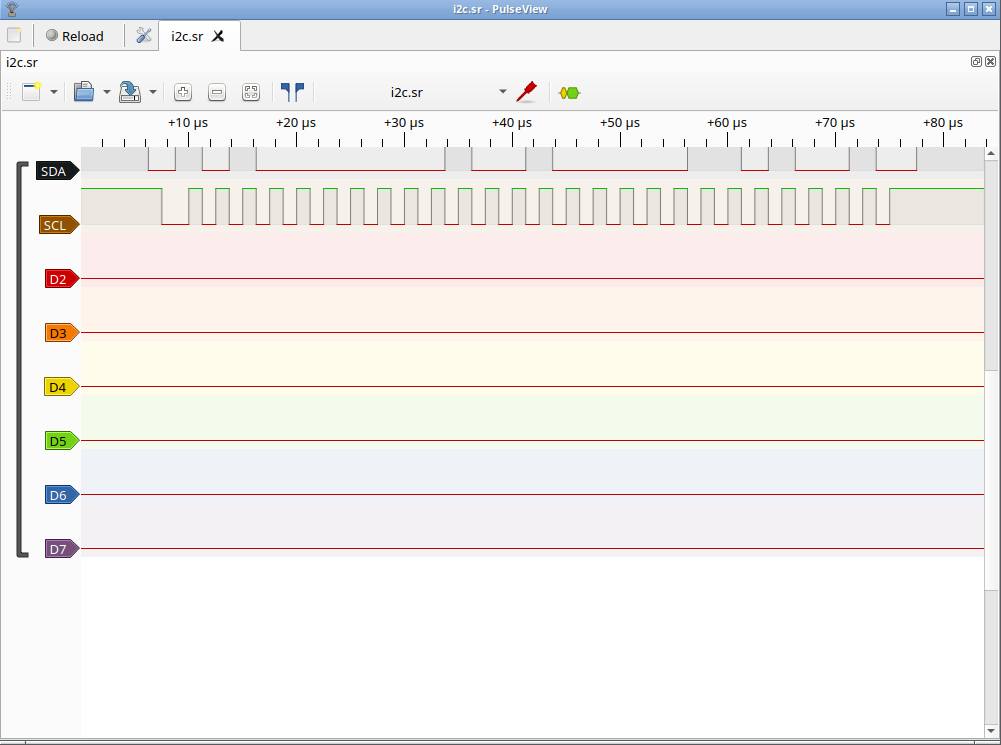 i2c.sr - PulseView
Reload
i2c.sr
i2c.sr
i2c.sr
+10 µs +20 µs +30 µs +40 µs +50 µs +60 µs +70 µs +80 µs
SDA
SCL
D2
D3
D4
D5
D6
D7